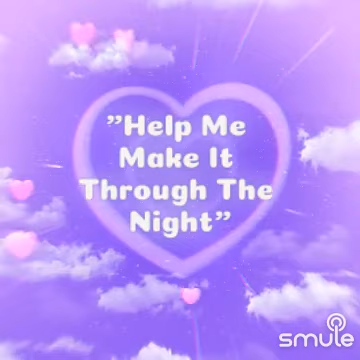 ”Help Me
Make It
Through The
Night”
smule